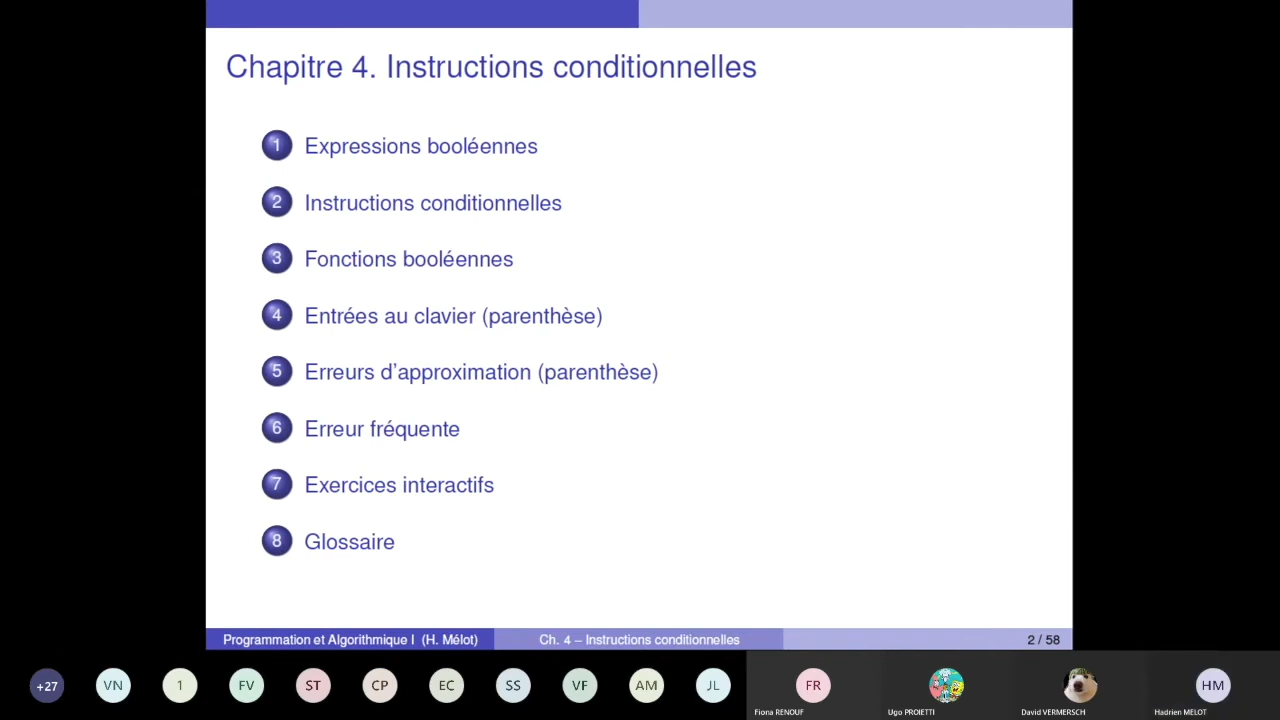 Chapitre 4. Instructions conditionnelles
1 Expressions booléennes
2 Instructions conditionnelles
3 Fonctions booléennes
4 Entrées au clavier (parenthèse)
5 Erreurs d'approximation (parenthèse)
6 Erreur fréquente
7 Exercices interactifs
8 Glossaire
Programmation et Algorithmique I (H. Mélot) Ch. 4 – Instructions conditionnelles 2 / 58
+27 VN 1 FV ST CP EC SS VF AM JL FR HM
Fiona RENOUF Ugo PROIETTI David VERMERSCH Hadrien MELOT